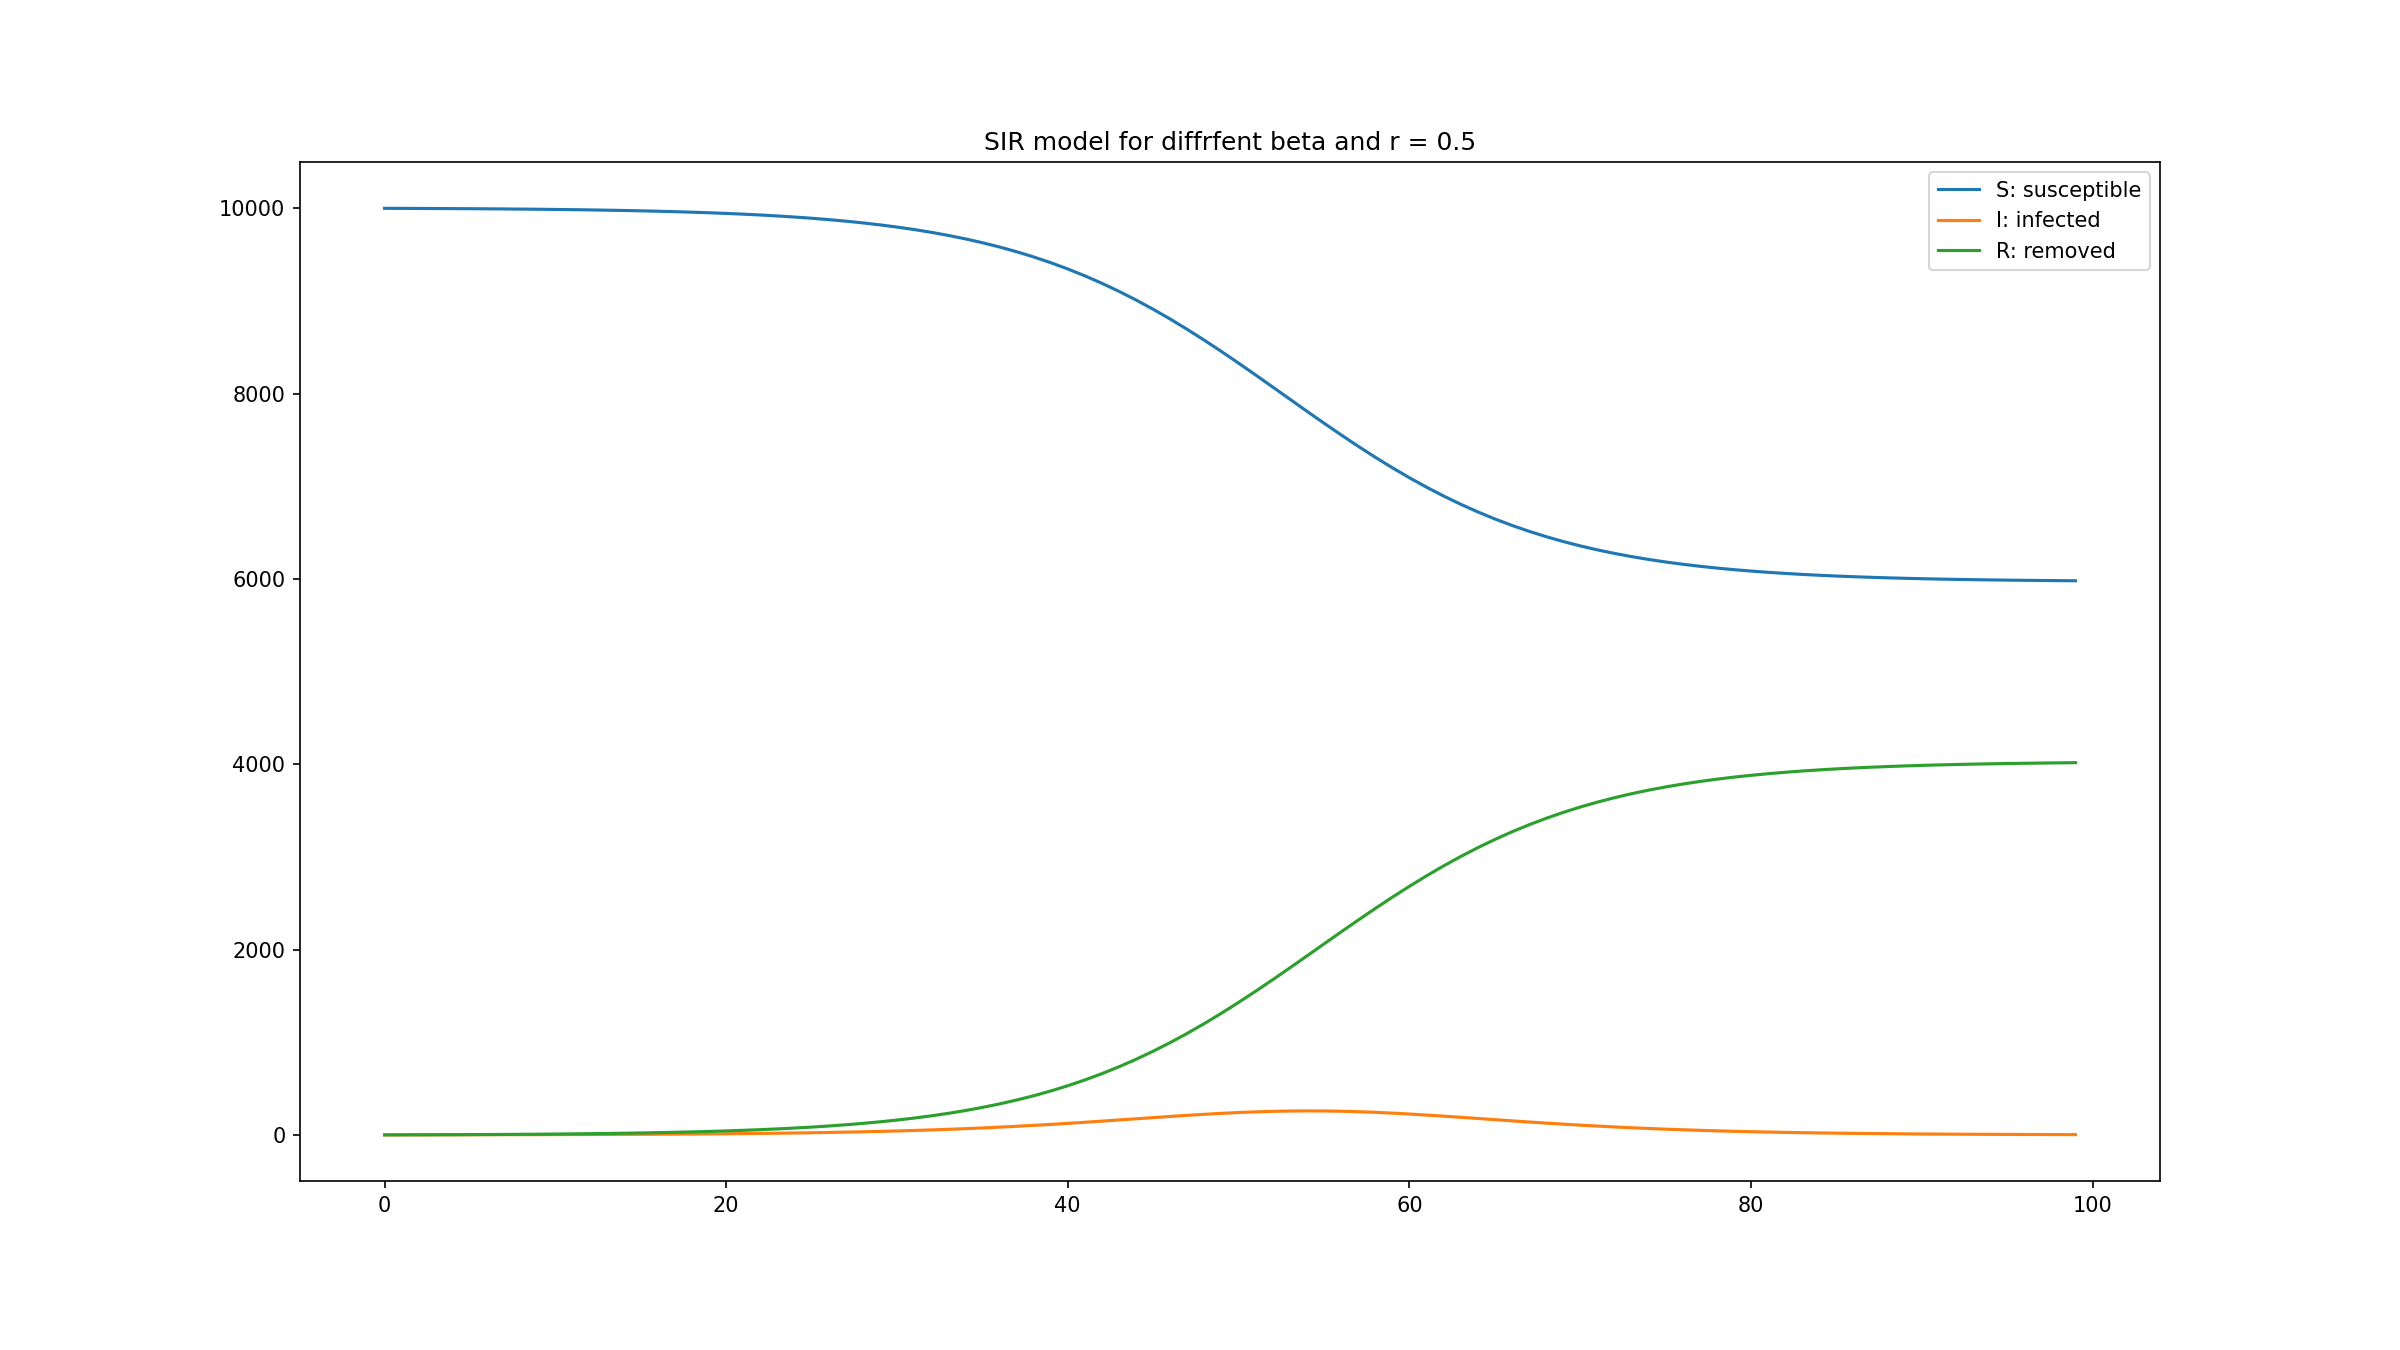 SIR model for diffrfent beta and r = 0.5
S: susceptible
I: infected
R: removed
10000
8000
6000
4000
2000
0
0 20 40 60 80 100